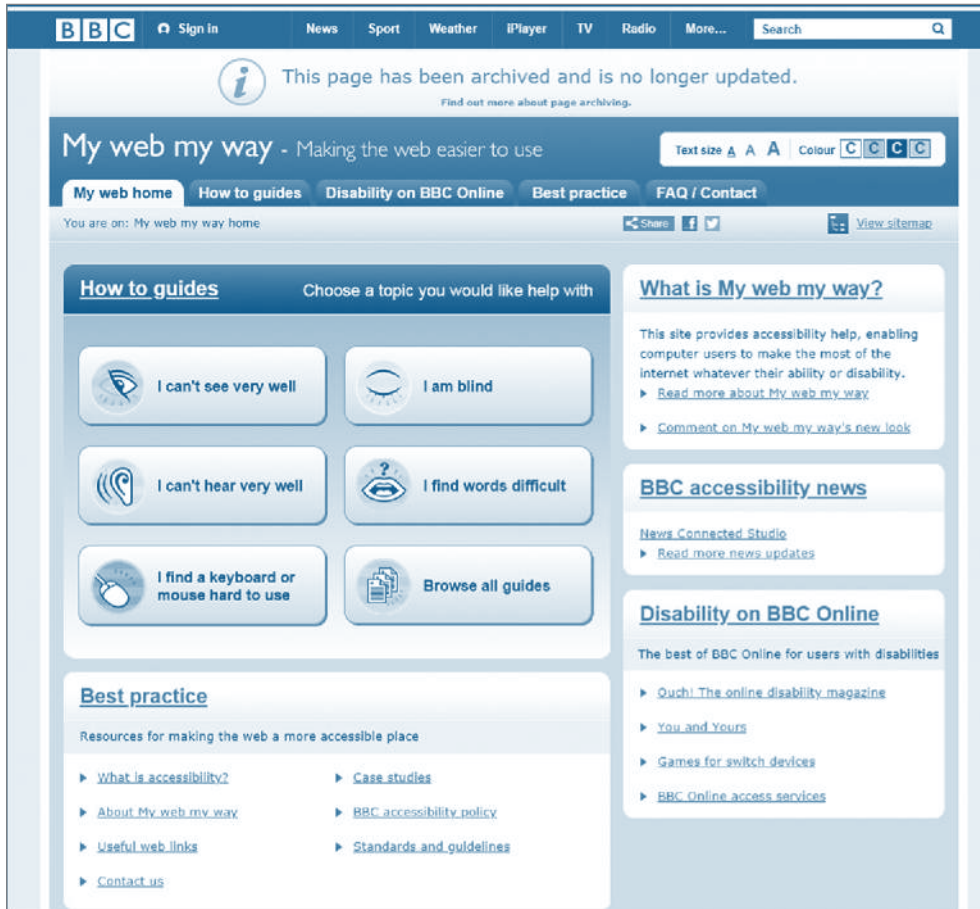 BBC Sign in News Sport Weather iPlayer TV Radio More... Search
i This page has been archived and is no longer updated.
Find out more about page archiving.
My web my way - Making the web easier to use
Text size A A A Colour C C C C
My web home How to guides Disability on BBC Online Best practice FAQ / Contact
You are on: My web my way home
Share f View sitemap
How to guides Choose a topic you would like help with
I can't see very well
I am blind
I can't hear very well
? I find words difficult
I find a keyboard or
mouse hard to use
Browse all guides
Best practice
Resources for making the web a more accessible place
What is accessibility?
About My web my way
Useful web links
Contact us
Case studies
BBC accessibility policy
Standards and guidelines
What is My web my way?
This site provides accessibility help, enabling
computer users to make the most of the
internet whatever their ability or disability.
Read more about My web my way
Comment on My web my way's new look
BBC accessibility news
News Connected Studio
Read more news updates
Disability on BBC Online
The best of BBC Online for users with disabilities
Ouch! The online disability magazine
You and Yours
Games for switch devices
BBC Online access services